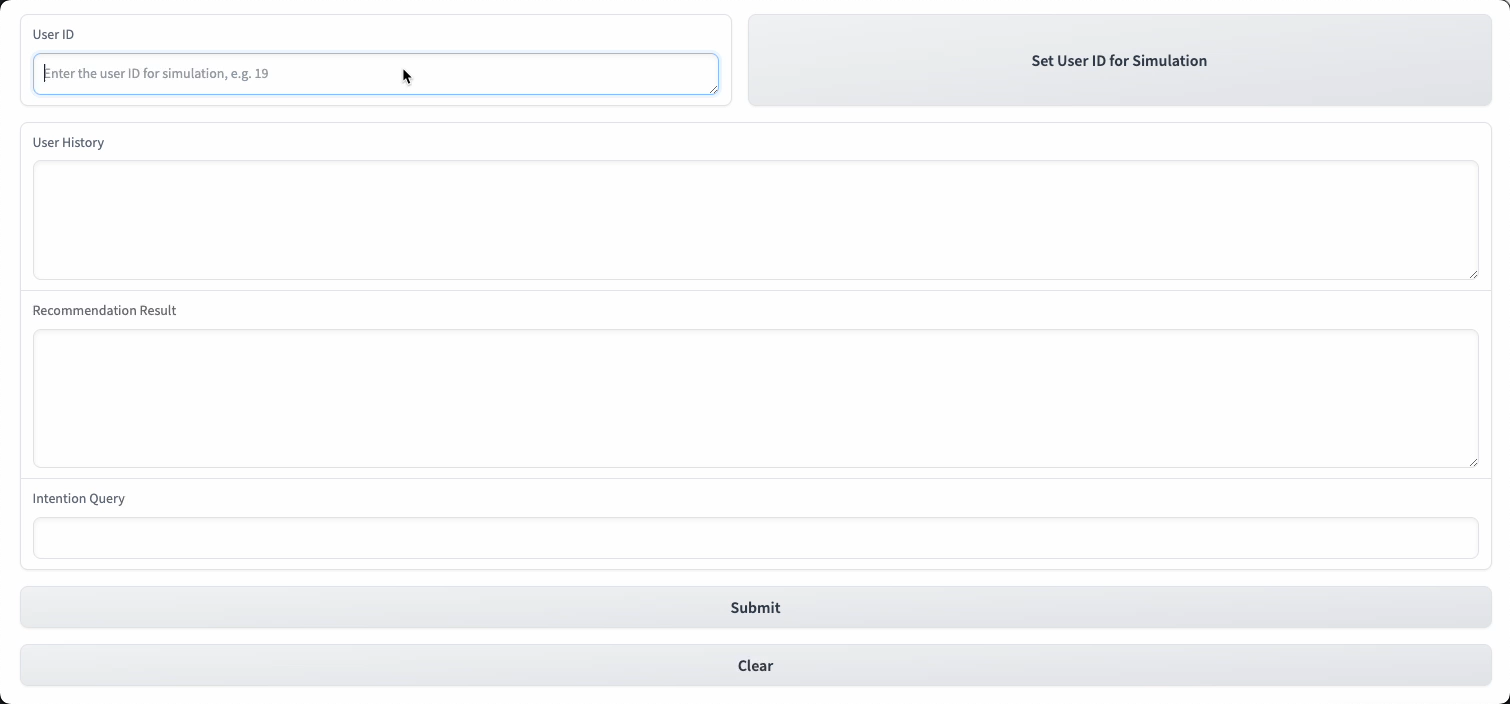 User ID
Enter the user ID for simulation, e.g. 19
Set User ID for Simulation
User History
Recommendation Result
Intention Query
Submit
Clear